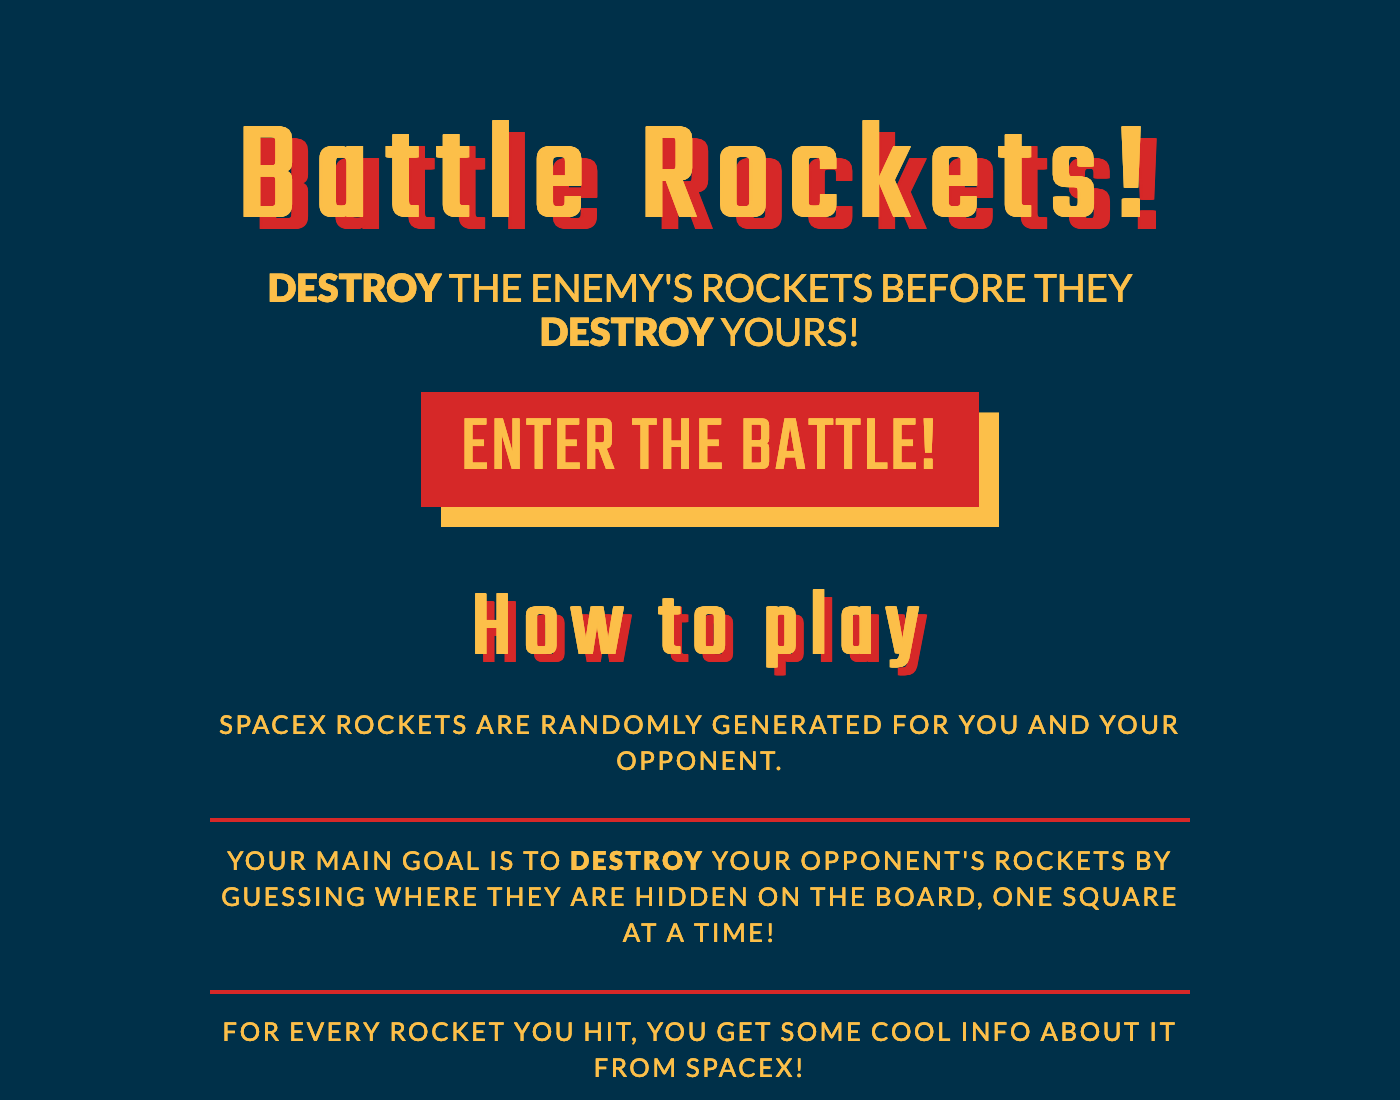 Battle Rockets!
DESTROY THE ENEMY'S ROCKETS BEFORE THEY
DESTROY YOURS!
ENTER THE BATTLE!
How to play
SPACEX ROCKETS ARE RANDOMLY GENERATED FOR YOU AND YOUR
OPPONENT.
YOUR MAIN GOAL IS TO DESTROY YOUR OPPONENT'S ROCKETS BY
GUESSING WHERE THEY ARE HIDDEN ON THE BOARD, ONE SQUARE
AT A TIME!
FOR EVERY ROCKET YOU HIT, YOU GET SOME COOL INFO ABOUT IT
FROM SPACEX!